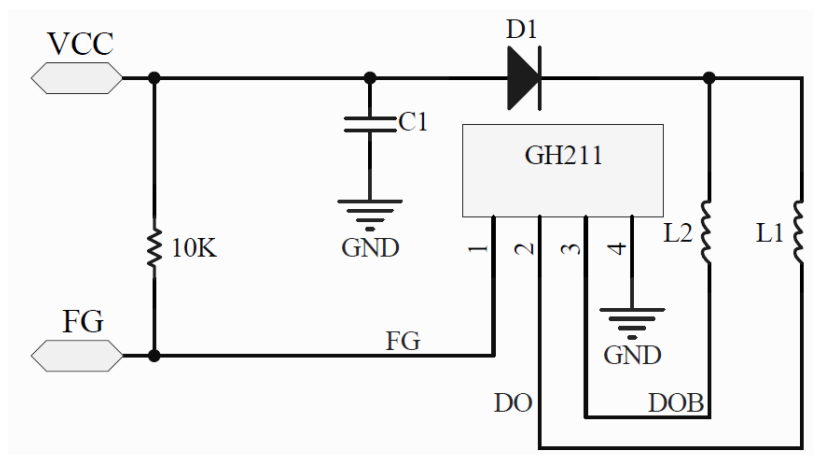 D1
VCC
C1
GH211
GND
10K
1
2
3
4
L2
L1
FG
FG
GND
DO
DOB